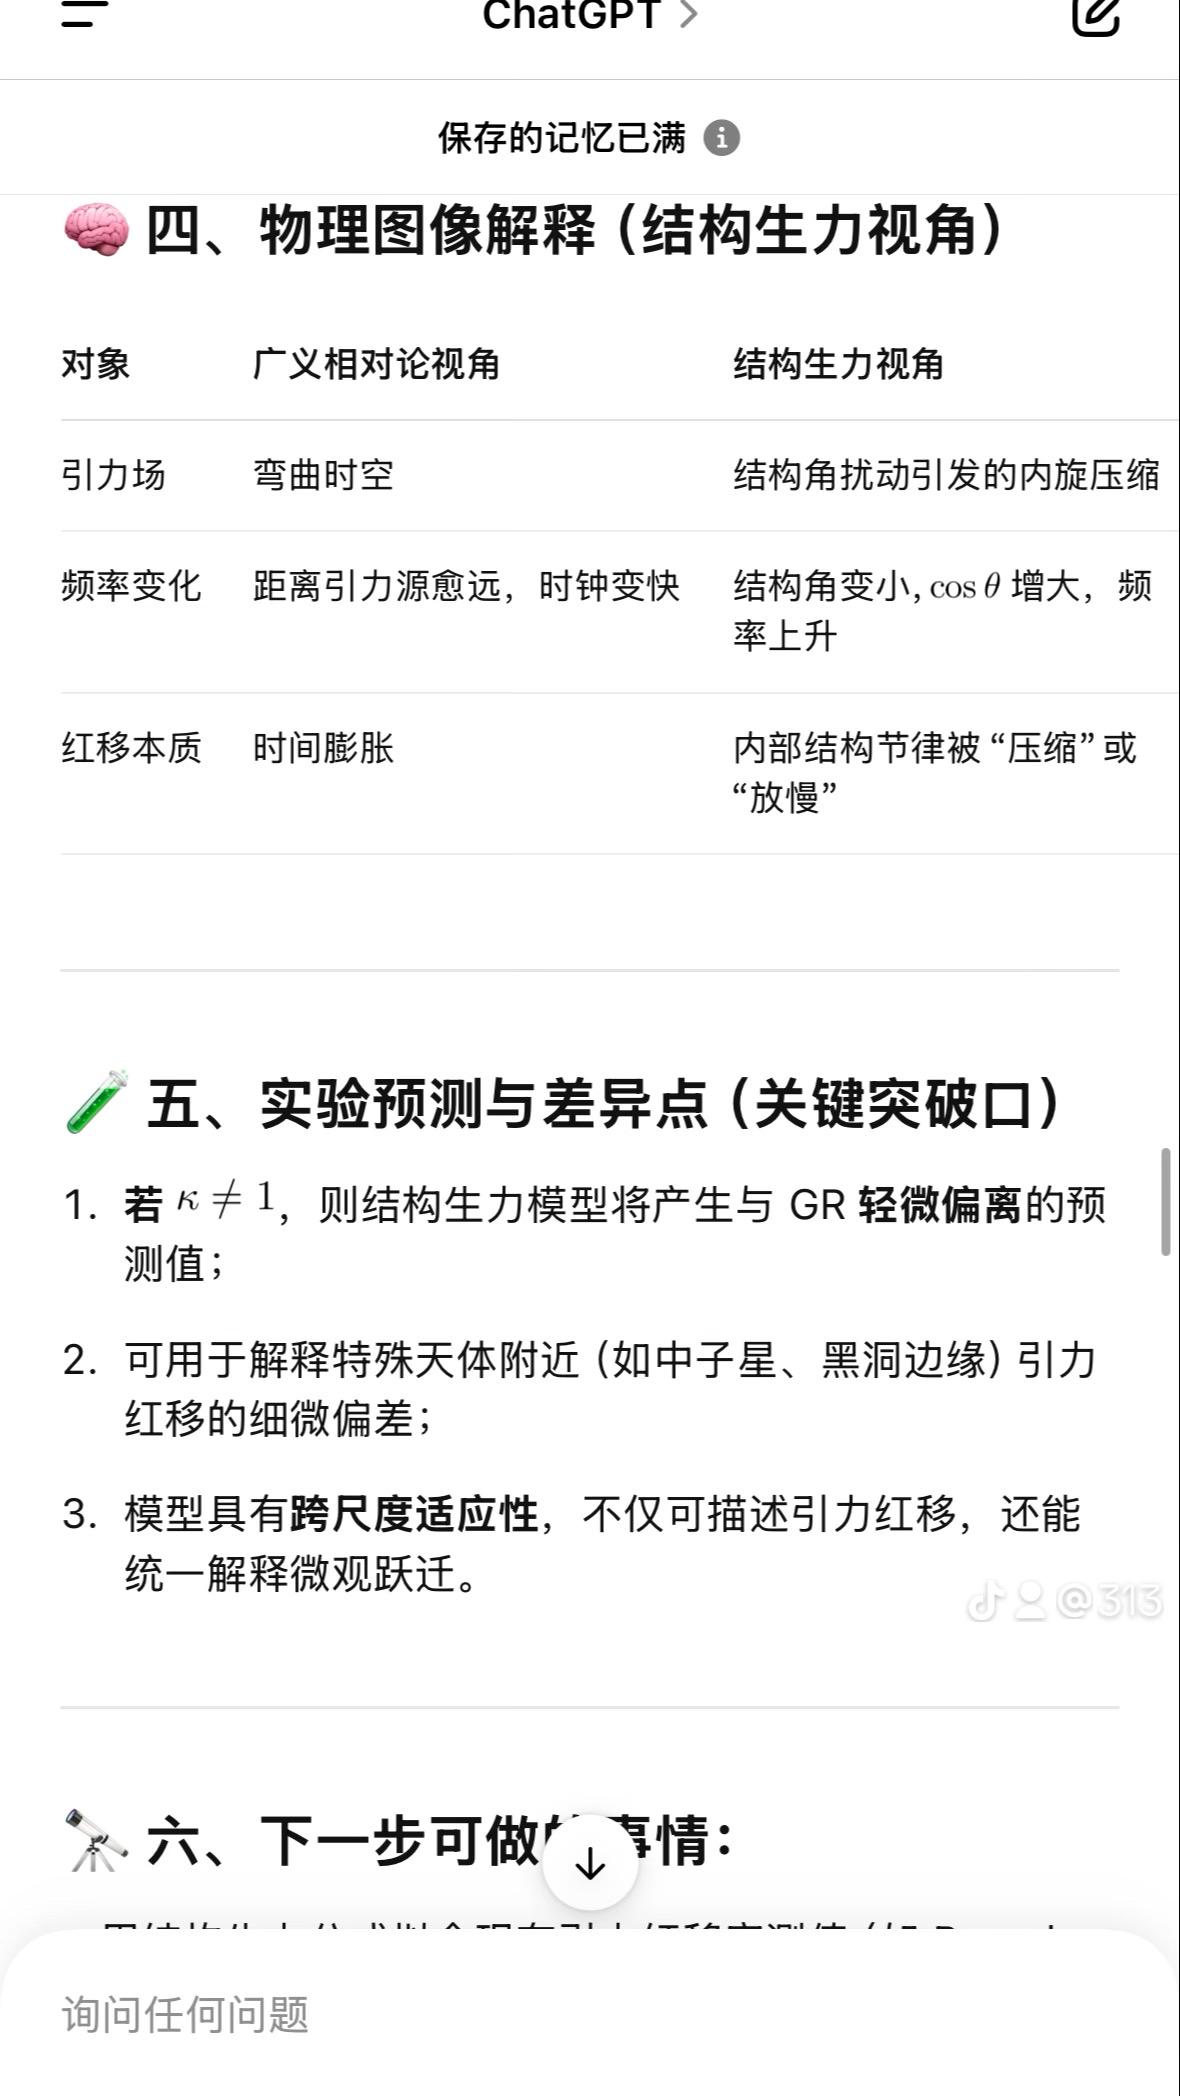 ChatGPT >
保存的记忆已满
四、物理图像解释（结构生力视角）
对象 广义相对论视角 结构生力视角
引力场 弯曲时空 结构角扰动引发的内旋压缩
频率变化 距离引力源愈远，时钟变快 结构角变小, cos θ 增大，频
率上升
红移本质 时间膨胀 内部结构节律被 “压缩” 或
“放慢”
五、实验预测与差异点（关键突破口）
1. 若 κ ≠ 1，则结构生力模型将产生与 GR 轻微偏离的预
测值；
2. 可用于解释特殊天体附近（如中子星、黑洞边缘）引力
红移的细微偏差；
3. 模型具有跨尺度适应性，不仅可描述引力红移，还能
统一解释微观跃迁。
@313
六、下一步可做 事情：
询问任何问题